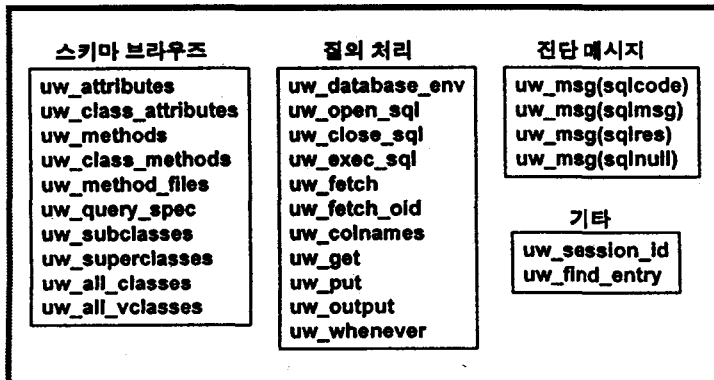 스키마 브라우즈
uw_attributes
uw_class_attributes
uw_methods
uw_class_methods
uw_method_files
uw_query_spec
uw_subclasses
uw_superclasses
uw_all_classes
uw_all_vclasses
질의 처리
uw_database_env
uw_open_sql
uw_close_sql
uw_exec_sql
uw_fetch
uw_fetch_oid
uw_colnames
uw_get
uw_put
uw_output
uw_whenever
진단 메시지
uw_msg(sqlcode)
uw_msg(sqlmsg)
uw_msg(sqlres)
uw_msg(sqlnull)
기타
uw_session_id
uw_find_entry